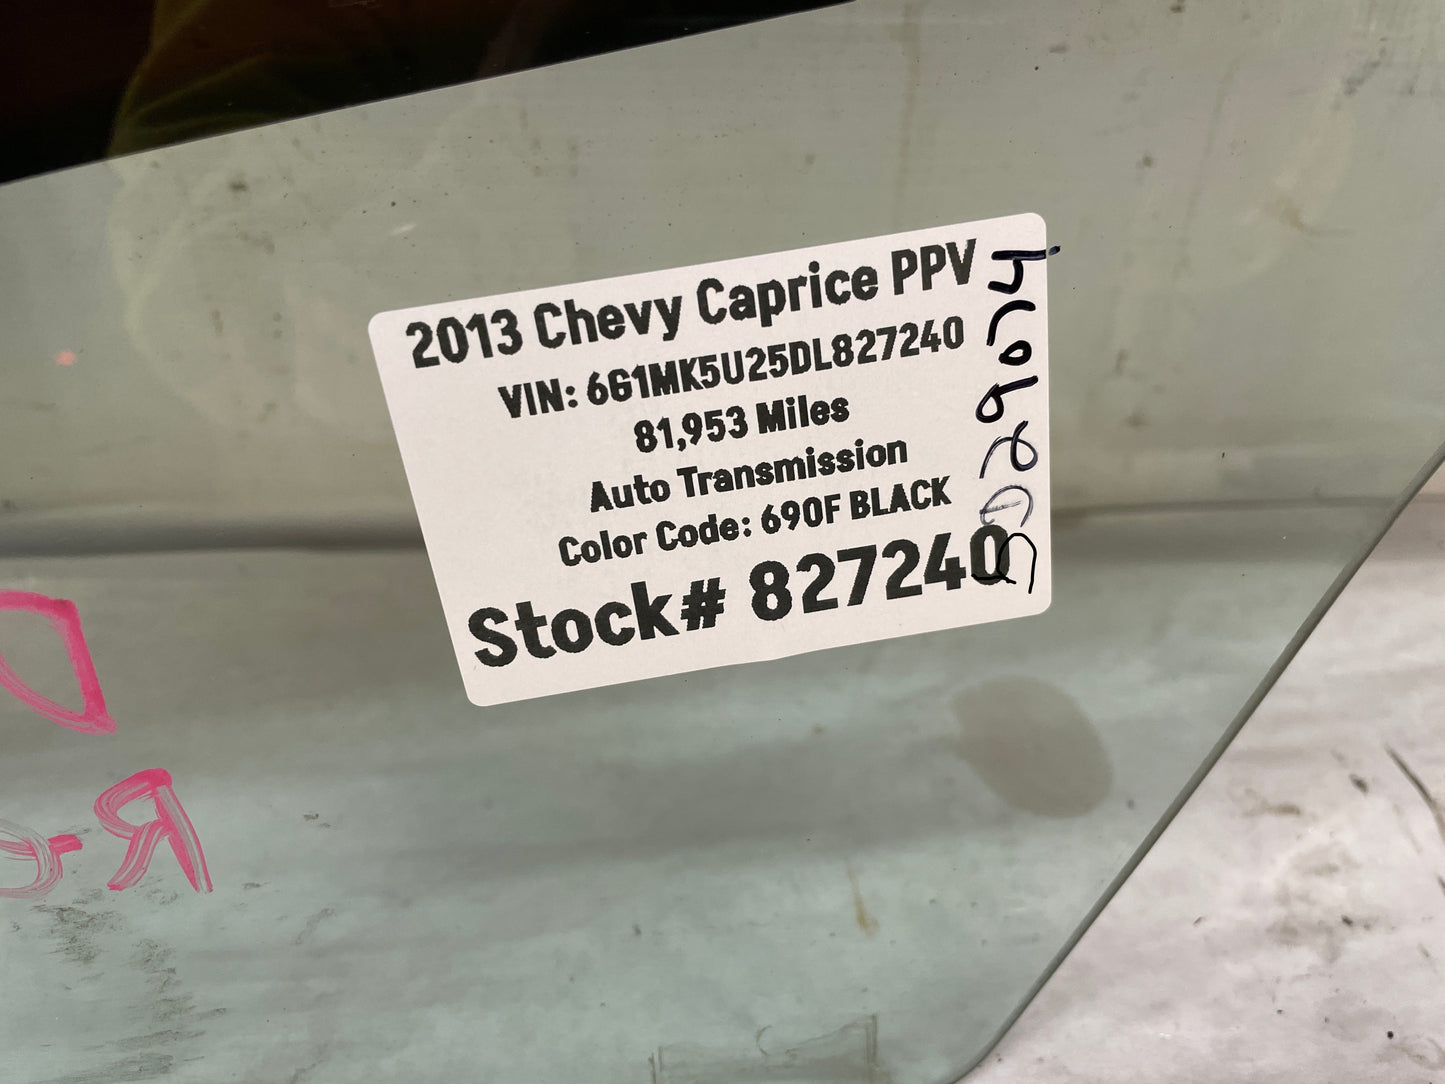 2013 Chevy Caprice PPV
VIN: 6G1MK5U25DL827240
81,953 Miles
Auto Transmission
Color Code: 690F BLACK
Stock# 827240